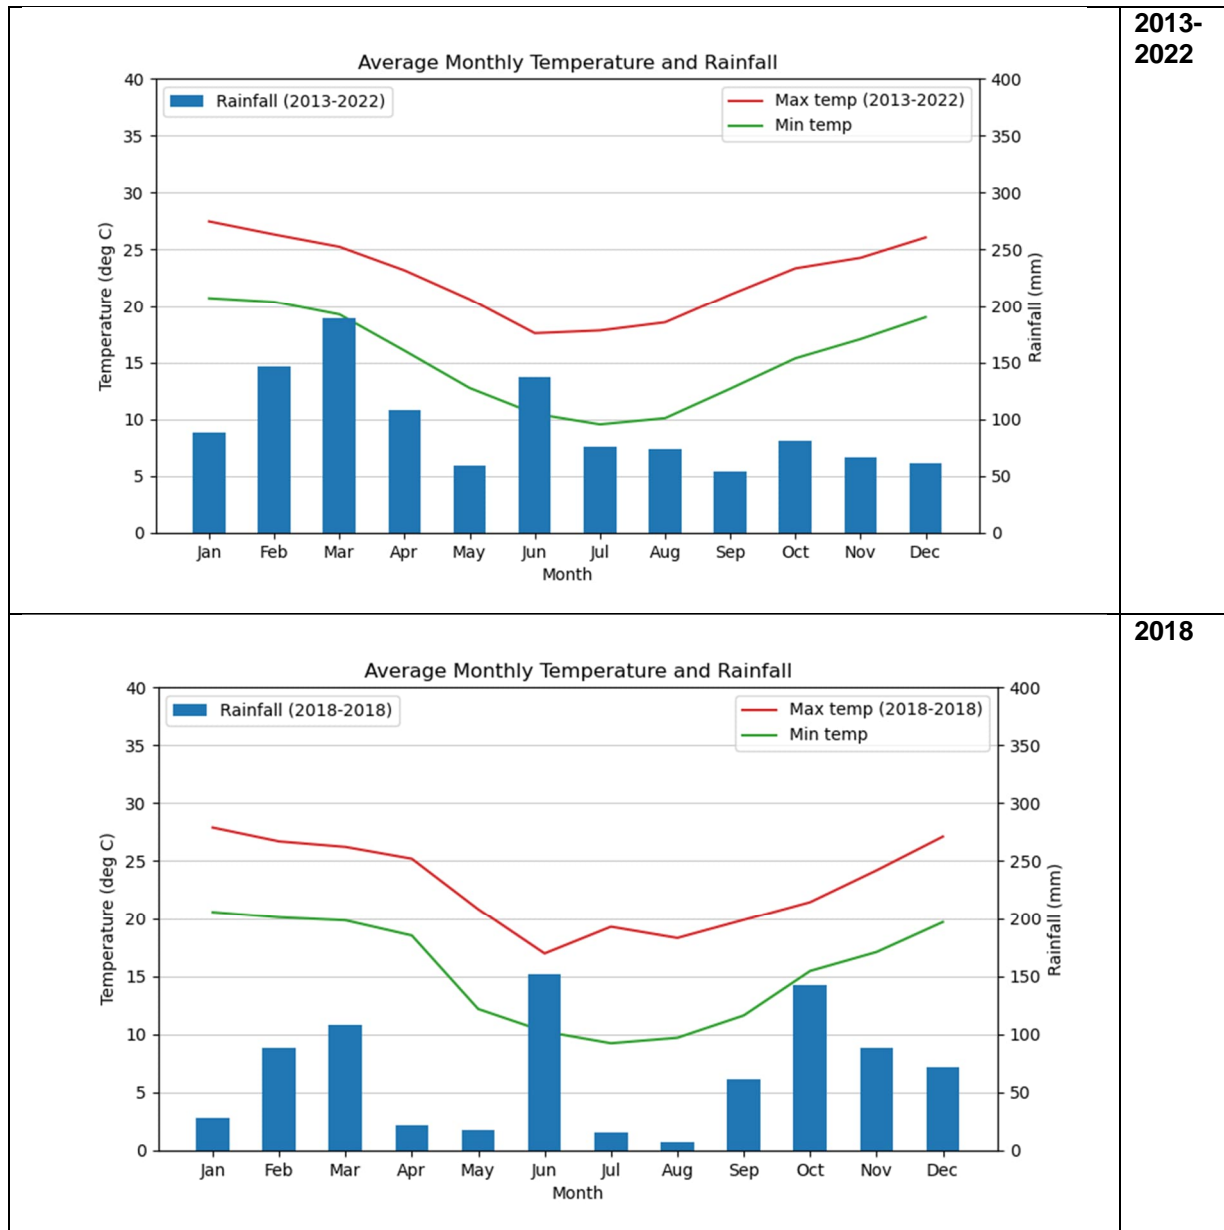 2013-
2022
Average Monthly Temperature and Rainfall
Rainfall (2013-2022)
Max temp (2013-2022)
Min temp
40
35
30
25
20
15
10
5
0
Temperature (deg C)
400
350
300
250
200
150
100
50
0
Rainfall (mm)
Jan Feb Mar Apr May Jun Jul Aug Sep Oct Nov Dec
Month
2018
Average Monthly Temperature and Rainfall
Rainfall (2018-2018)
Max temp (2018-2018)
Min temp
40
35
30
25
20
15
10
5
0
Temperature (deg C)
400
350
300
250
200
150
100
50
0
Rainfall (mm)
Jan Feb Mar Apr May Jun Jul Aug Sep Oct Nov Dec
Month